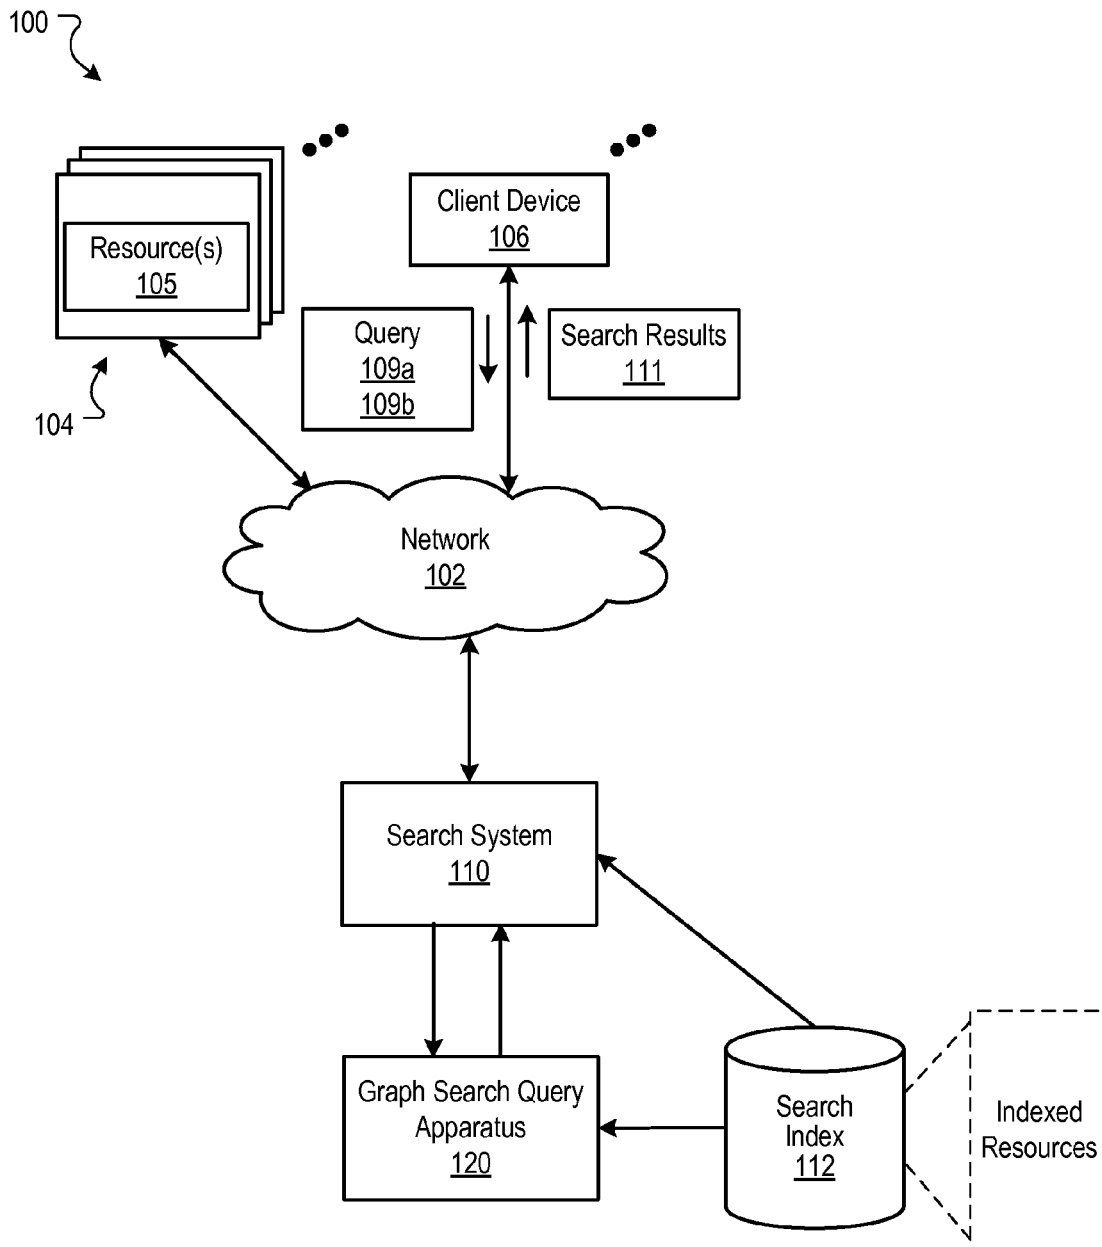 100
Resource(s)
105
104
Client Device
106
Query
109a
109b
Search Results
111
Network
102
Search System
110
Graph Search Query
Apparatus
120
Search
Index
112
Indexed
Resources